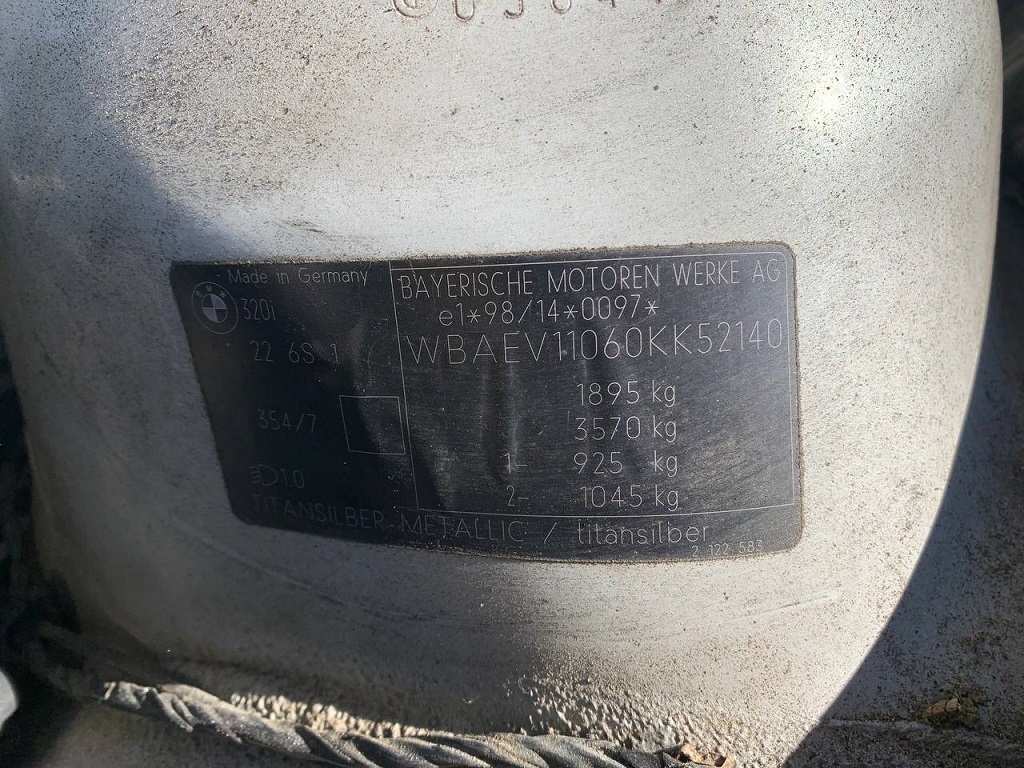 Made in Germany
320i
22 6S 1
354/7
1.0
BAYERISCHE MOTOREN WERKE AG
e1*98/14*0097*
WBAEV11060KK52140
1895 kg
3570 kg
1- 925 kg
2- 1045 kg
TITANSILBER-METALLIC / titansilber
2 122 583